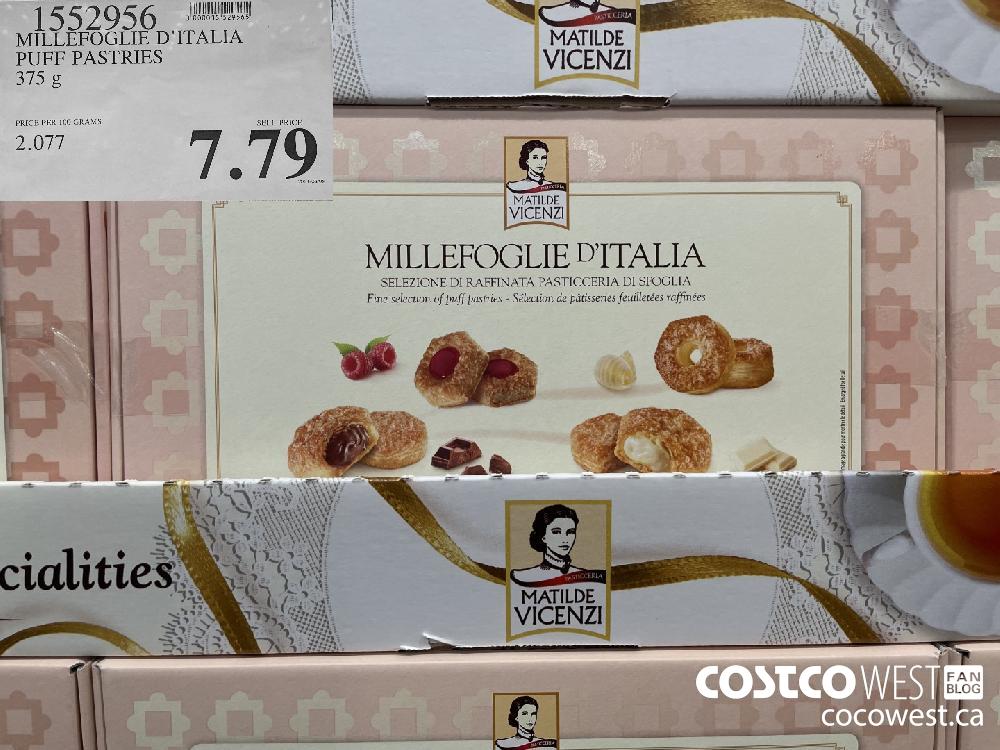 1552956
MILLEFOGLIE D'ITALIA
PUFF PASTRIES
375 g
PRICE PER 100 GRAMS
2.077
SELL PRICE
7.79
PASTICCERIA
MATILDE
VICENZI
PASTICCERIA
MATILDE
VICENZI
MILLEFOGLIE D'ITALIA
SELEZIONE DI RAFFINATA PASTICCERIA DI SFOGLIA
Fine selection of puff pastries - Sélection de pâtisseries feuilletées raffinées
cialities
PASTICCERIA
MATILDE
VICENZI
COSTCO WEST FAN BLOG
cocowest.ca